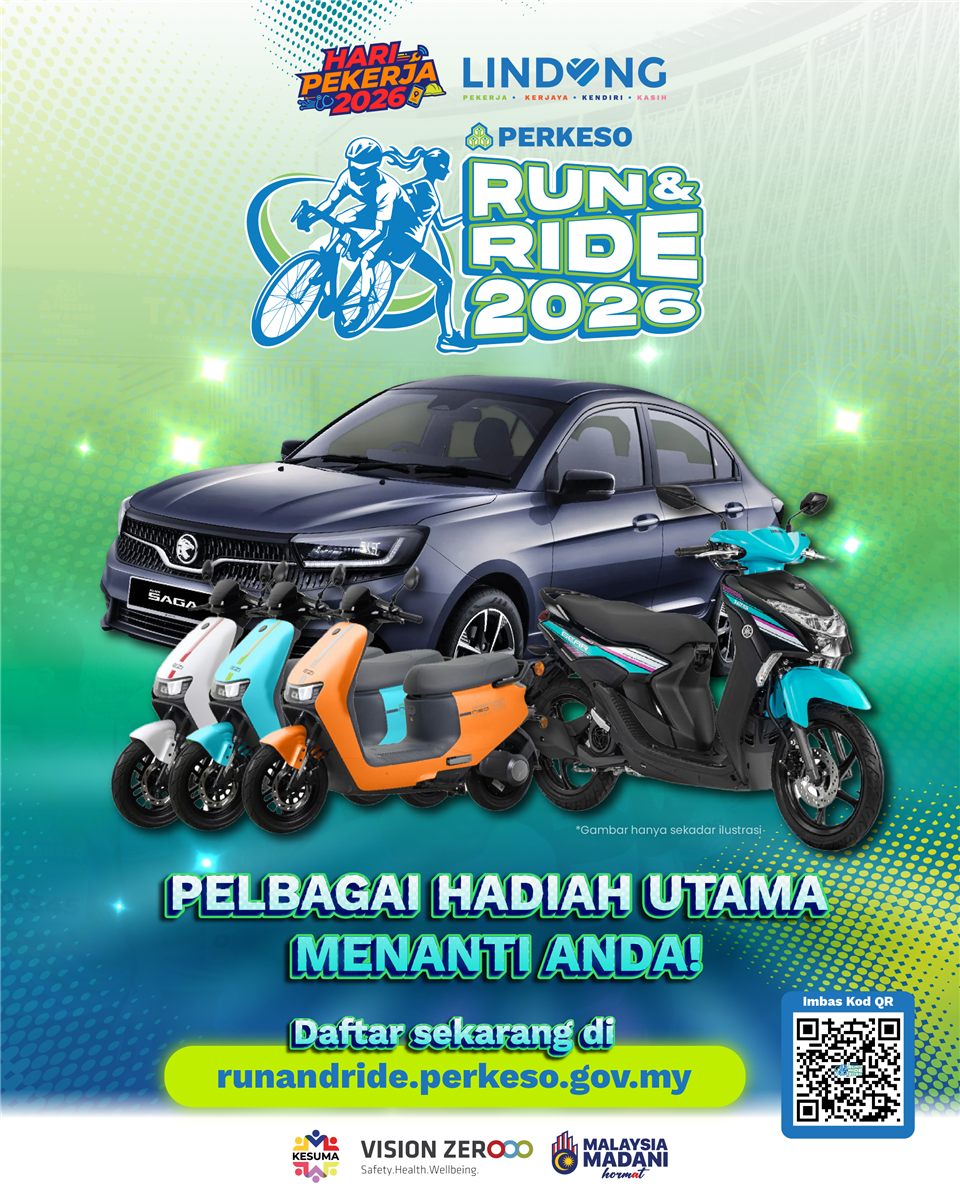 HARI
PEKERJA
2026
LINDUNG
PEKERJA • KERJAYA • KENDIRI • KASIH
PERKESO
RUN &
RIDE
2026
SAGA
*Gambar hanya sekadar ilustrasi
PELBAGAI HADIAH UTAMA
MENANTI ANDA!
Imbas Kod QR
Daftar sekarang di
runandride.perkeso.gov.my
KESUMA
VISION ZERO
Safety.Health.Wellbeing.
MALAYSIA
MADANI
hormat